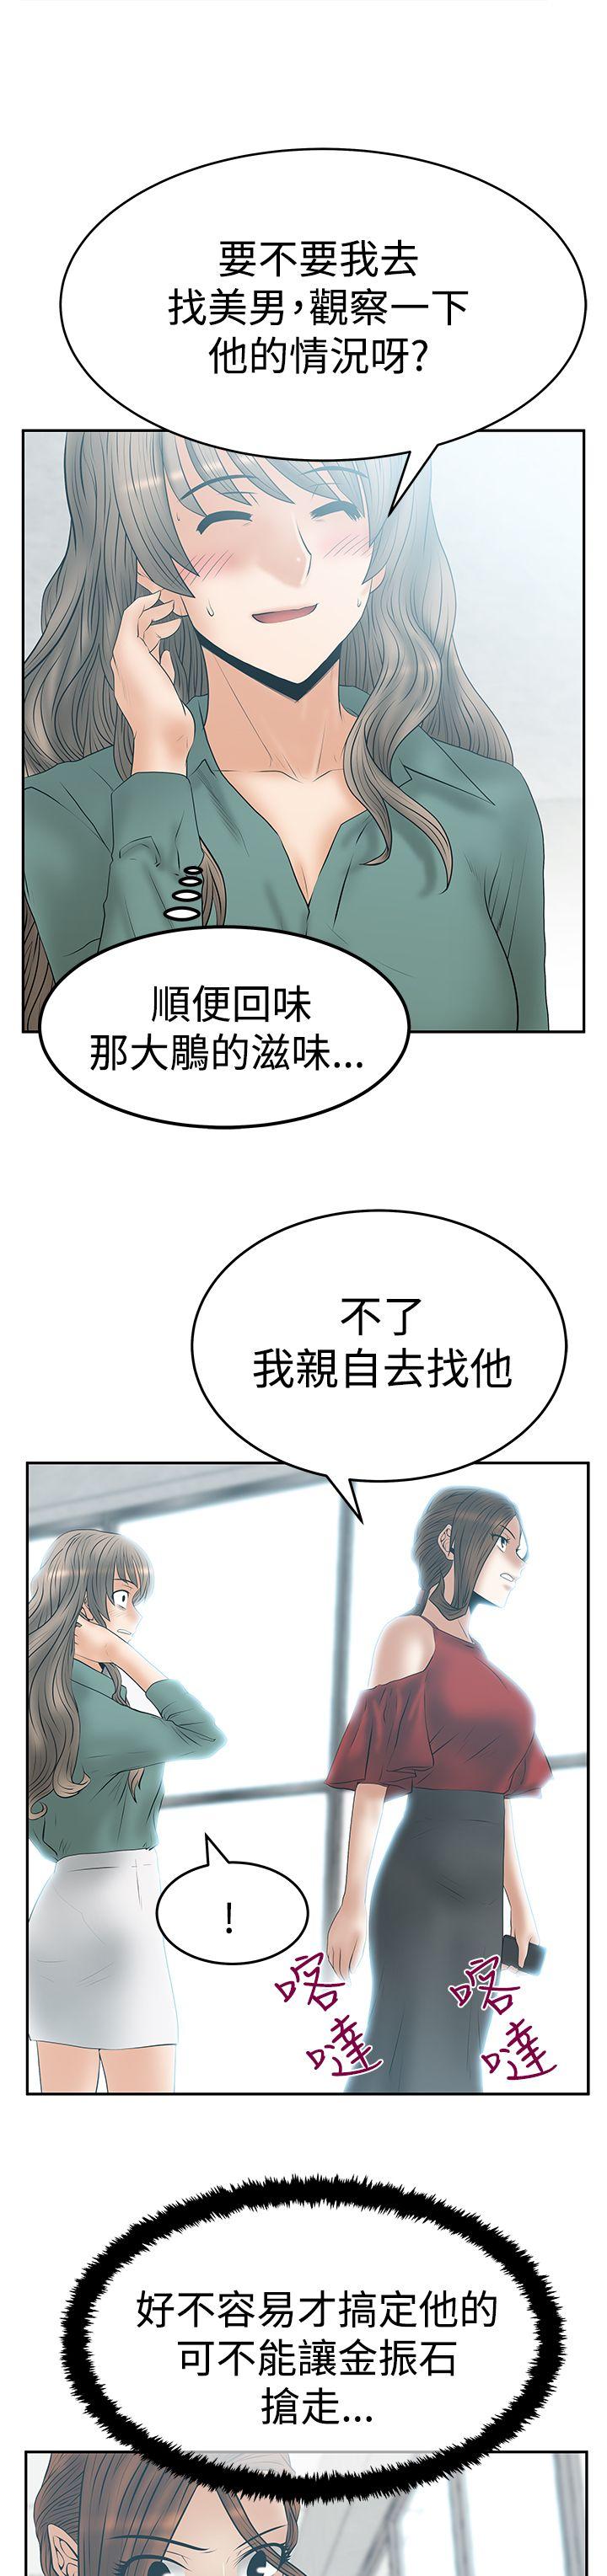 要不要我去
找美男，觀察一下
他的情況呀?
順便回味
那大鵰的滋味...
不了
我親自去找他
!
喀
噠
喀
噠
好不容易才搞定他的
可不能讓金振石
搶走...